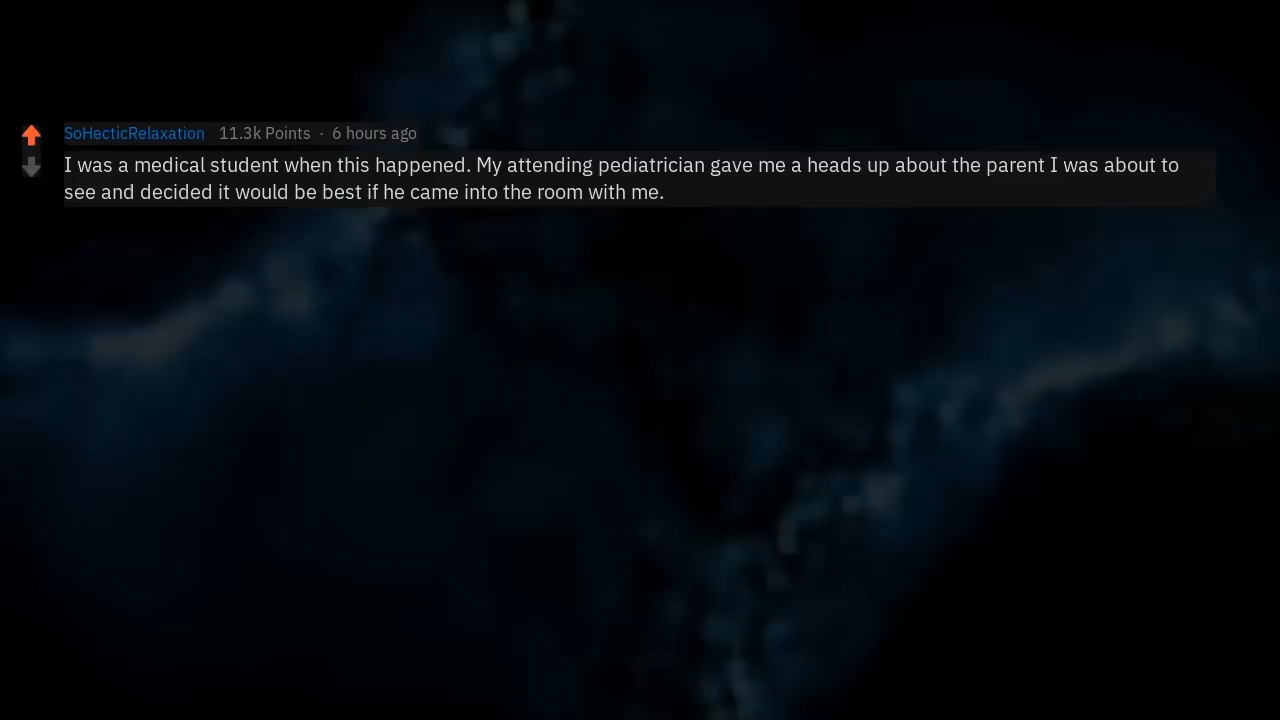 SoHecticRelaxation 11.3k Points · 6 hours ago
I was a medical student when this happened. My attending pediatrician gave me a heads up about the parent I was about to
see and decided it would be best if he came into the room with me.